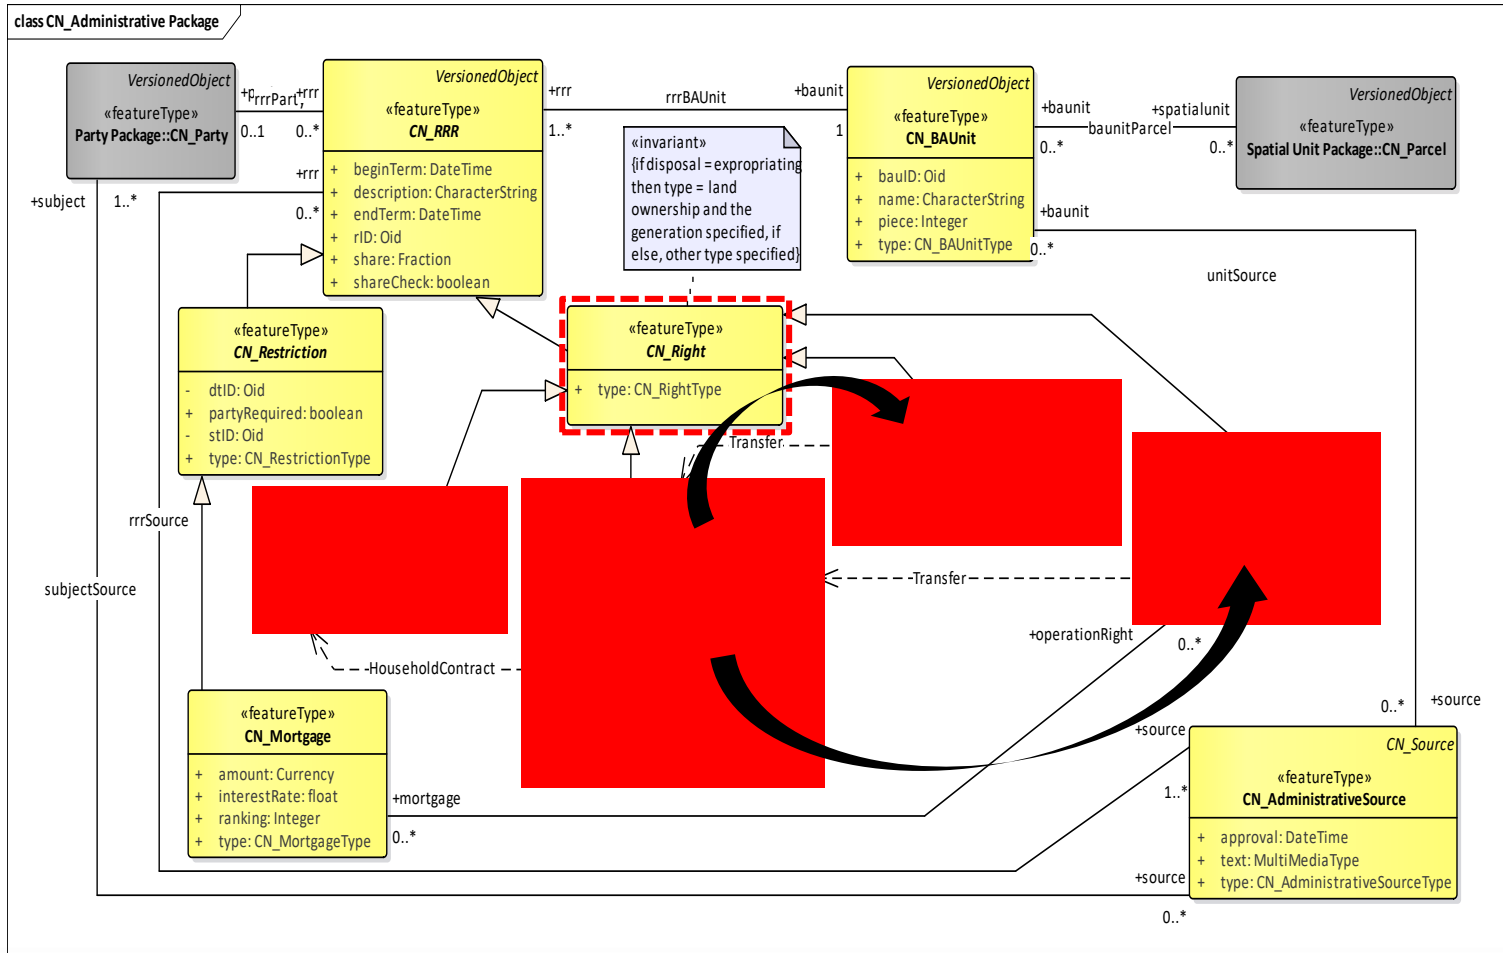 class CN_Administrative Package
VersionedObject
«featureType»
Party Package::CN_Party
rrrParty
+rrr
0..1
0..*
VersionedObject
«featureType»
CN_RRR
+ beginTerm: DateTime
+ description: CharacterString
+ endTerm: DateTime
+ rID: Oid
+ share: Fraction
+ shareCheck: boolean
+rrr
rrrBAUnit
+baunit
1..*
1
VersionedObject
«featureType»
CN_BAUnit
+ bauID: Oid
+ name: CharacterString
+ piece: Integer
+ type: CN_BAUnitType
+baunit
+spatialunit
baunitParcel
0..*
0..*
VersionedObject
«featureType»
Spatial Unit Package::CN_Parcel
«invariant»
{if disposal = expropriating
then type = land
ownership and the
generation specified, if
else, other type specified}
+subject
1..*
+rrr
0..*
+baunit
0..*
unitSource
«featureType»
CN_Restriction
- dtID: Oid
+ partyRequired: boolean
- stID: Oid
+ type: CN_RestrictionType
«featureType»
CN_Right
+ type: CN_RightType
Transfer
rrrSource
Transfer
subjectSource
+operationRight
0..*
HouseholdContract
«featureType»
CN_Mortgage
+ amount: Currency
+ interestRate: float
+ ranking: Integer
+ type: CN_MortgageType
+mortgage
0..*
+source
0..*
+source
1..*
CN_Source
«featureType»
CN_AdministrativeSource
+ approval: DateTime
+ text: MultiMediaType
+ type: CN_AdministrativeSourceType
+source
0..*